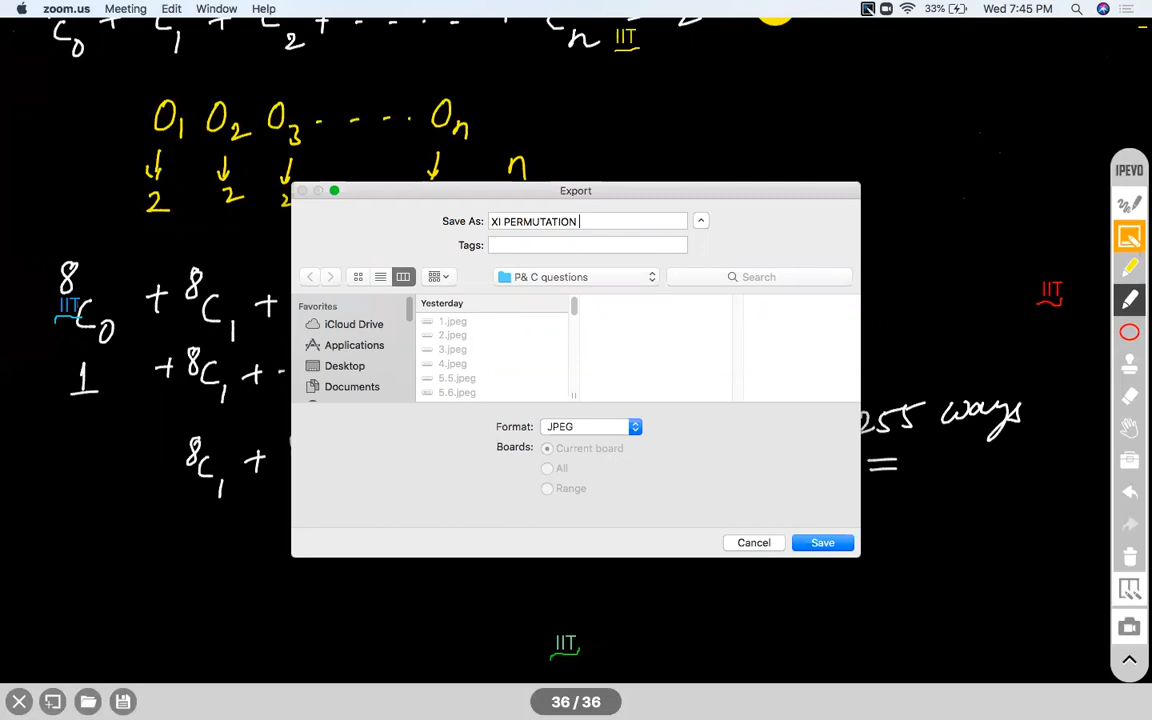 zoom.us Meeting Edit Window Help 33% Wed 7:45 PM
C0 + C1 + C2 + - - - - Cn
IIT
O1 O2 O3 - - - - . On
↓ ↓ ↓ ↓ n
2 2 2
IPEVO
Export
Save As: XI PERMUTATION
Tags:
P& C questions
Search
Favorites
iCloud Drive
Applications
Desktop
Documents
Yesterday
1.jpeg
2.jpeg
3.jpeg
4.jpeg
5.5.jpeg
5.6.jpeg
Format: JPEG
Boards: Current board
All
Range
Cancel Save
8C0 + 8C1 +
IIT
IIT
1 + 8C1 + -
255 ways
8C1 + =
IIT
36 / 36